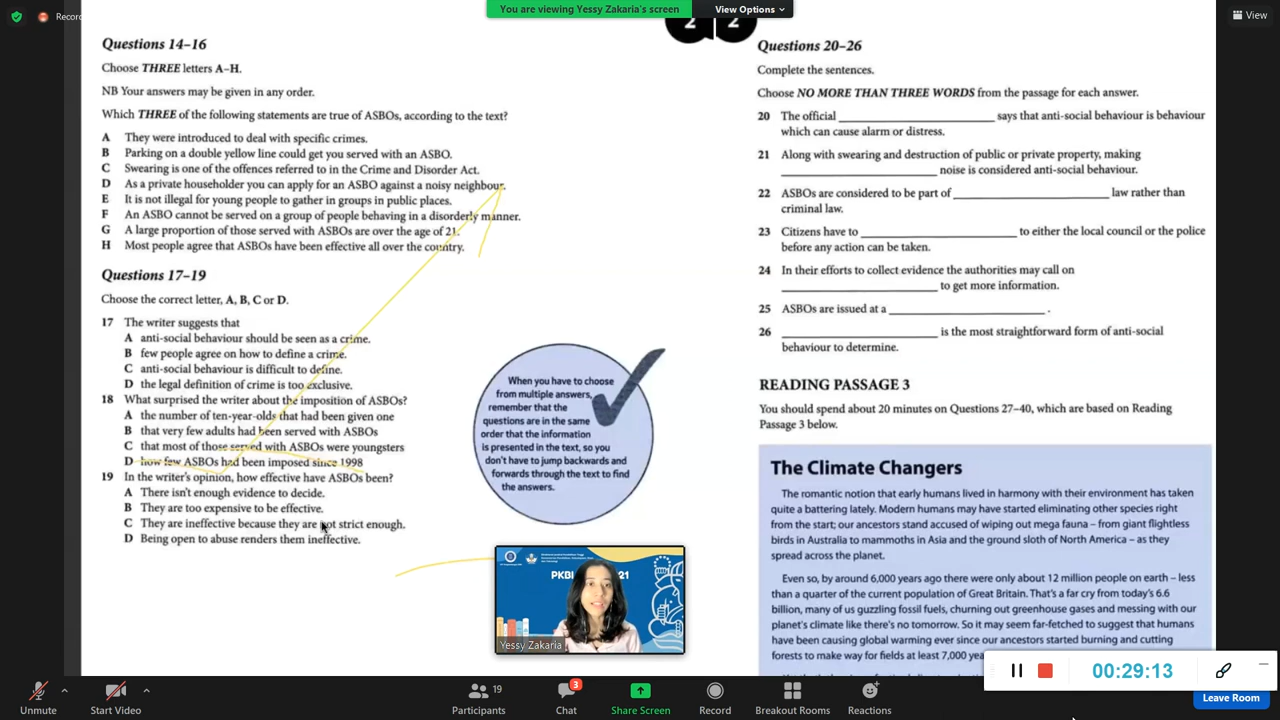 You are viewing Yessy Zakaria's screen
View Options
Record
View
2 2
Questions 14–16
Choose THREE letters A–H.
NB Your answers may be given in any order.
Which THREE of the following statements are true of ASBOs, according to the text?
A They were introduced to deal with specific crimes.
B Parking on a double yellow line could get you served with an ASBO.
C Swearing is one of the offences referred to in the Crime and Disorder Act.
D As a private householder you can apply for an ASBO against a noisy neighbour.
E It is not illegal for young people to gather in groups in public places.
F An ASBO cannot be served on a group of people behaving in a disorderly manner.
G A large proportion of those served with ASBOs are over the age of 21.
H Most people agree that ASBOs have been effective all over the country.
Questions 17–19
Choose the correct letter, A, B, C or D.
17 The writer suggests that
A anti-social behaviour should be seen as a crime.
B few people agree on how to define a crime.
C anti-social behaviour is difficult to define.
D the legal definition of crime is too exclusive.
18 What surprised the writer about the imposition of ASBOs?
A the number of ten-year-olds that had been given one
B that very few adults had been served with ASBOs
C that most of those served with ASBOs were youngsters
D how few ASBOs had been imposed since 1998
19 In the writer's opinion, how effective have ASBOs been?
A There isn't enough evidence to decide.
B They are too expensive to be effective.
C They are ineffective because they are not strict enough.
D Being open to abuse renders them ineffective.
When you have to choose
from multiple answers,
remember that the
questions are in the same
order that the information
is presented in the text, so you
don't have to jump backwards and
forwards through the text to find
the answers.
Questions 20–26
Complete the sentences.
Choose NO MORE THAN THREE WORDS from the passage for each answer.
20 The official ______ says that anti-social behaviour is behaviour
which can cause alarm or distress.
21 Along with swearing and destruction of public or private property, making
______ noise is considered anti-social behaviour.
22 ASBOs are considered to be part of ______ law rather than
criminal law.
23 Citizens have to ______ to either the local council or the police
before any action can be taken.
24 In their efforts to collect evidence the authorities may call on
______ to get more information.
25 ASBOs are issued at a ______ .
26 ______ is the most straightforward form of anti-social
behaviour to determine.
READING PASSAGE 3
You should spend about 20 minutes on Questions 27–40, which are based on Reading
Passage 3 below.
The Climate Changers
The romantic notion that early humans lived in harmony with their environment has taken
quite a battering lately. Modern humans may have started eliminating other species right
from the start; our ancestors stand accused of wiping out mega fauna – from giant flightless
birds in Australia to mammoths in Asia and the ground sloth of North America – as they
spread across the planet.
Even so, by around 6,000 years ago there were only about 12 million people on earth – less
than a quarter of the current population of Great Britain. That's a far cry from today's 6.6
billion, many of us guzzling fossil fuels, churning out greenhouse gases and messing with our
planet's climate like there's no tomorrow. So it may seem far-fetched to suggest that humans
have been causing global warming ever since our ancestors started burning and cutting
forests to make way for fields at least 7,000 yea
PKBI
21
Yessy Zakaria
00:29:13
Unmute
Start Video
19
Participants
3
Chat
Share Screen
Record
Breakout Rooms
Reactions
Leave Room